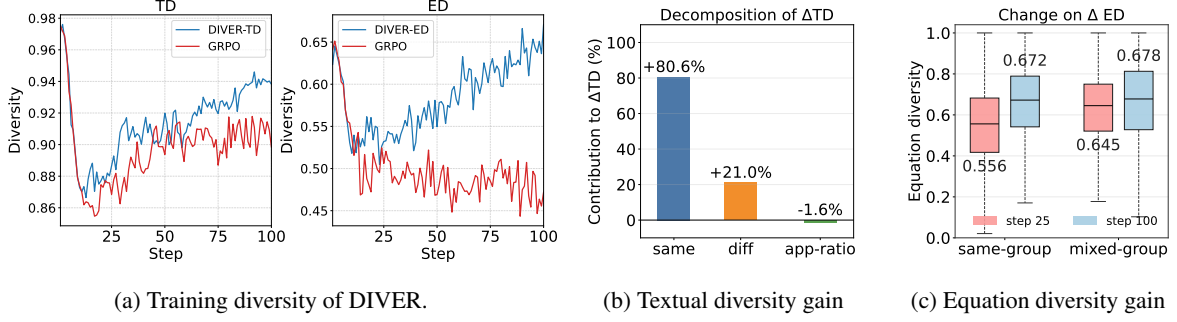 TD
0.98
0.96
0.94
0.92
0.90
0.88
0.86
Diversity
DIVER-TD
GRPO
25
50
75
100
Step
ED
0.65
0.60
0.55
0.50
0.45
Diversity
DIVER-ED
GRPO
25
50
75
100
Step
(a) Training diversity of DIVER.
Decomposition of ΔTD
Contribution to ΔTD (%)
100
80
60
40
20
0
+80.6%
+21.0%
-1.6%
same
diff
app-ratio
(b) Textual diversity gain
Change on Δ ED
Equation diversity
1.0
0.8
0.6
0.4
0.2
0.0
0.672
0.678
0.556
0.645
step 25
step 100
same-group
mixed-group
(c) Equation diversity gain